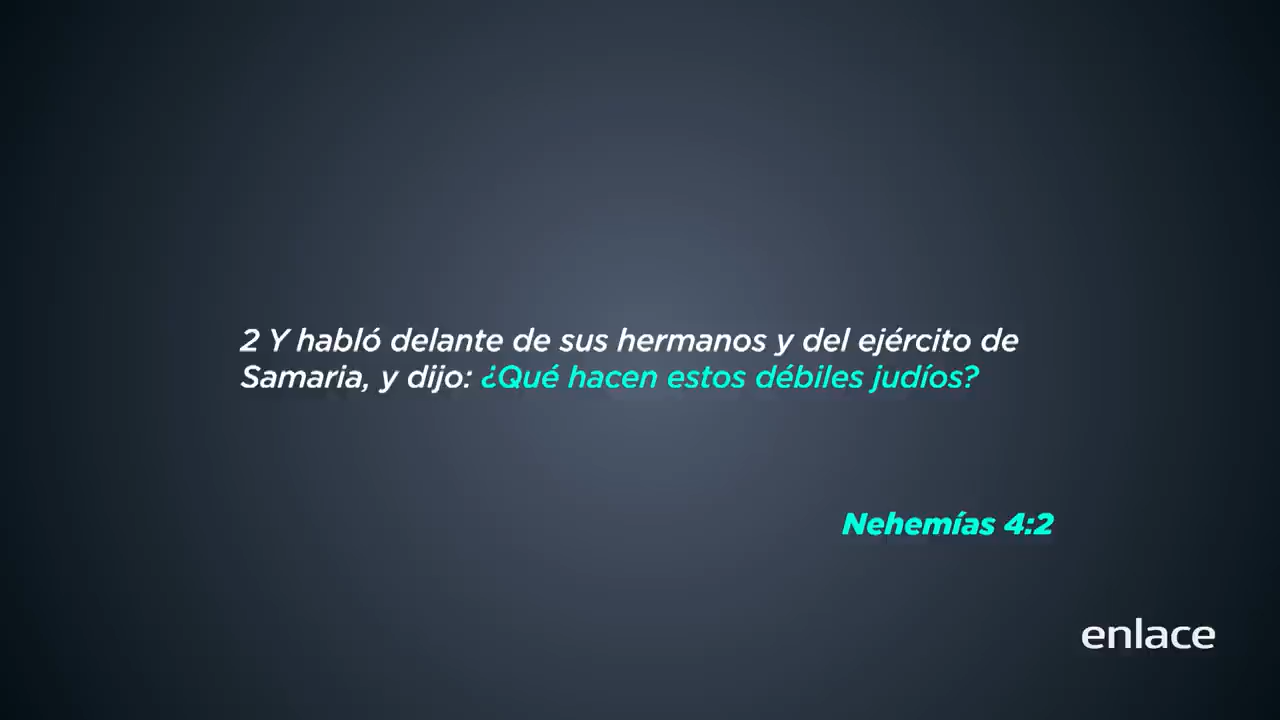 2 Y habló delante de sus hermanos y del ejército de
Samaria, y dijo: ¿Qué hacen estos débiles judíos?
Nehemías 4:2
enlace